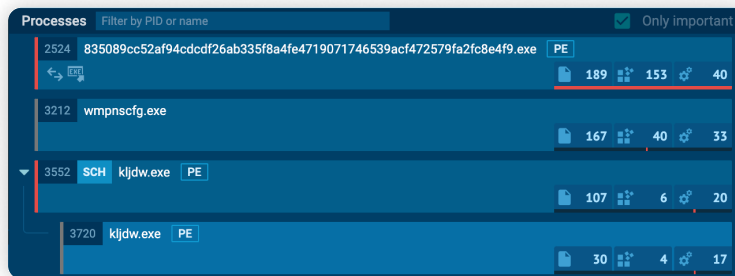 Processes Filter by PID or name Only important
2524 835089cc52af94cdcdf26ab335f8a4fe4719071746539acf472579fa2fc8e4f9.exe PE
EXE 189 153 40
3212 wmpnscfg.exe
167 40 33
3552 SCH kljdw.exe PE
107 6 20
3720 kljdw.exe PE
30 4 17